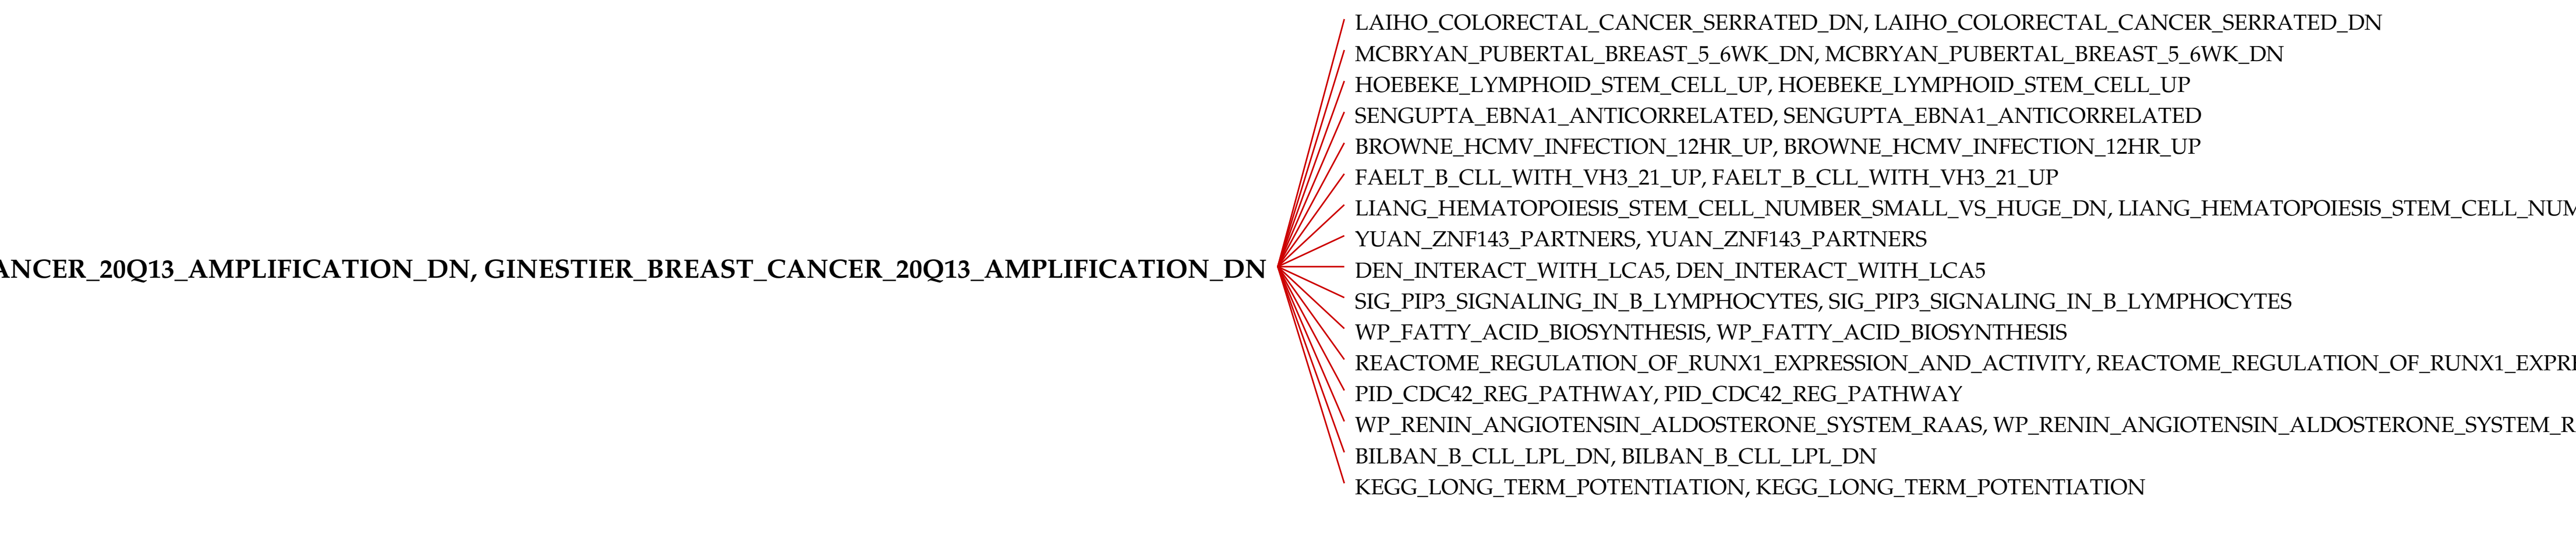 LAIHO_COLORECTAL_CANCER_SERRATED_DN, LAIHO_COLORECTAL_CANCER_SERRATED_DN
MCBRYAN_PUBERTAL_BREAST_5_6WK_DN, MCBRYAN_PUBERTAL_BREAST_5_6WK_DN
HOEBEKE_LYMPHOID_STEM_CELL_UP, HOEBEKE_LYMPHOID_STEM_CELL_UP
SENGUPTA_EBNA1_ANTICORRELATED, SENGUPTA_EBNA1_ANTICORRELATED
BROWNE_HCMV_INFECTION_12HR_UP, BROWNE_HCMV_INFECTION_12HR_UP
FAELT_B_CLL_WITH_VH3_21_UP, FAELT_B_CLL_WITH_VH3_21_UP
LIANG_HEMATOPOIESIS_STEM_CELL_NUMBER_SMALL_VS_HUGE_DN, LIANG_HEMATOPOIESIS_STEM_CELL_NUM
YUAN_ZNF143_PARTNERS, YUAN_ZNF143_PARTNERS
ANCER_20Q13_AMPLIFICATION_DN, GINESTIER_BREAST_CANCER_20Q13_AMPLIFICATION_DN
DEN_INTERACT_WITH_LCA5, DEN_INTERACT_WITH_LCA5
SIG_PIP3_SIGNALING_IN_B_LYMPHOCYTES, SIG_PIP3_SIGNALING_IN_B_LYMPHOCYTES
WP_FATTY_ACID_BIOSYNTHESIS, WP_FATTY_ACID_BIOSYNTHESIS
REACTOME_REGULATION_OF_RUNX1_EXPRESSION_AND_ACTIVITY, REACTOME_REGULATION_OF_RUNX1_EXPR
PID_CDC42_REG_PATHWAY, PID_CDC42_REG_PATHWAY
WP_RENIN_ANGIOTENSIN_ALDOSTERONE_SYSTEM_RAAS, WP_RENIN_ANGIOTENSIN_ALDOSTERONE_SYSTEM_R
BILBAN_B_CLL_LPL_DN, BILBAN_B_CLL_LPL_DN
KEGG_LONG_TERM_POTENTIATION, KEGG_LONG_TERM_POTENTIATION